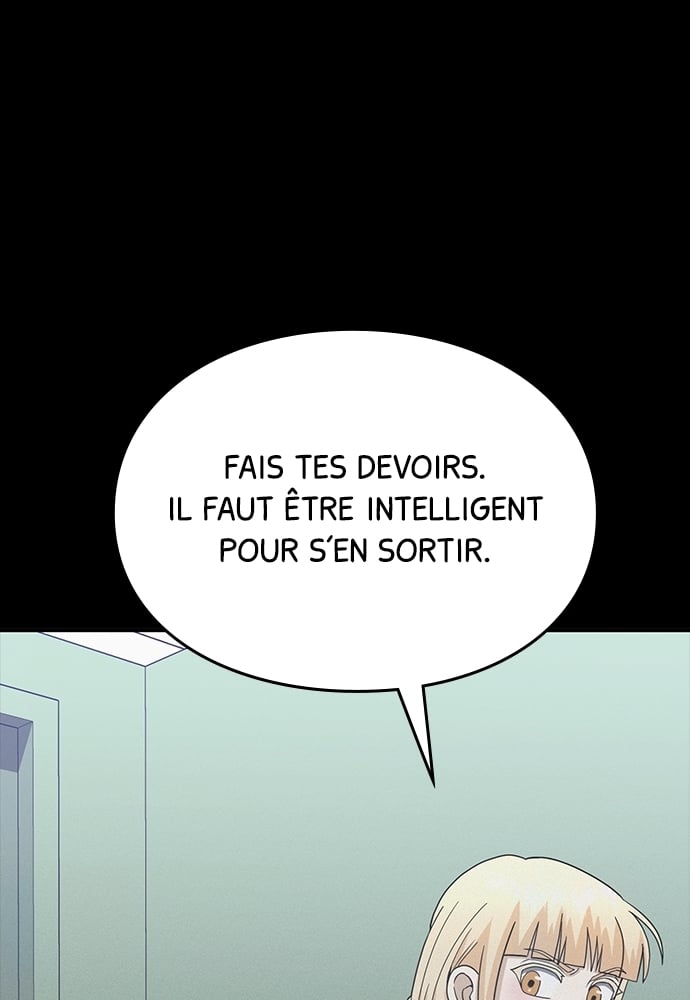 FAIS TES DEVOIRS.
IL FAUT ÊTRE INTELLIGENT
POUR S'EN SORTIR.